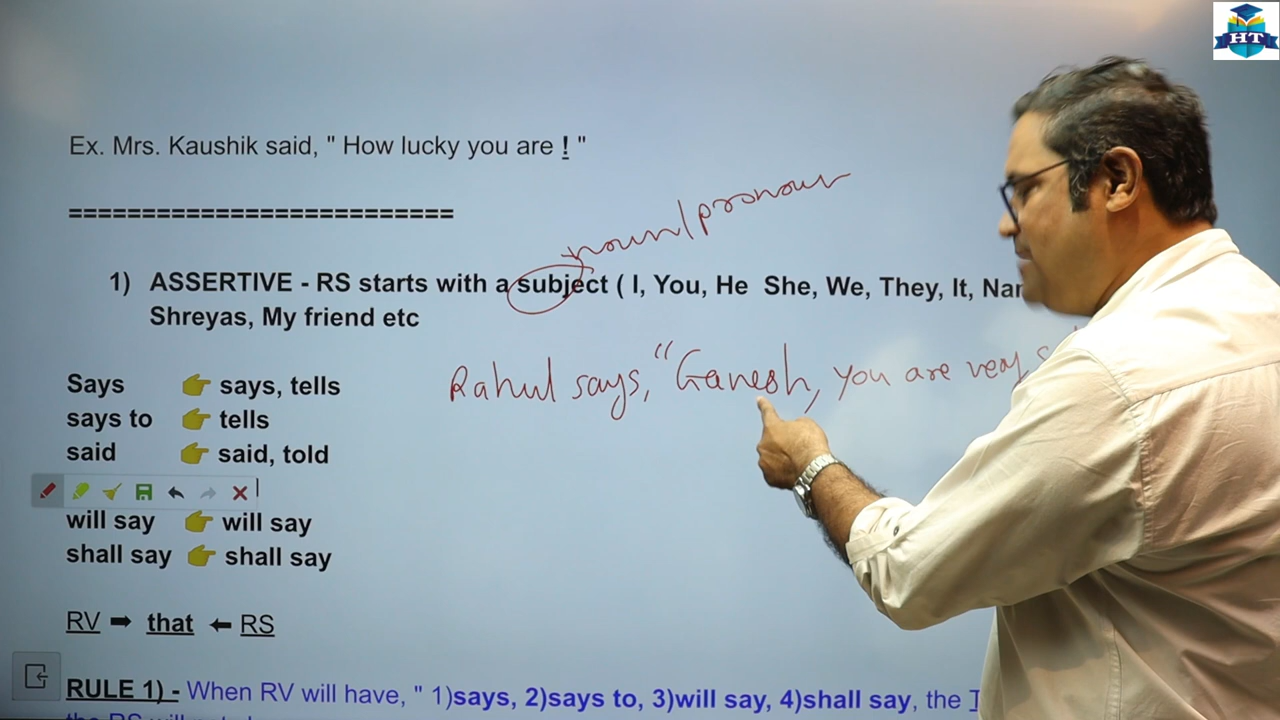 HT
Ex. Mrs. Kaushik said, " How lucky you are ! "
==========================
noun/pronoun
1) ASSERTIVE - RS starts with a subject ( I, You, He She, We, They, It,
Shreyas, My friend etc
Rahul says, "Ganesh, you are very
Says 👉 says, tells
says to 👉 tells
said 👉 said, told
will say 👉 will say
shall say 👉 shall say
RV ➡ that ⬅ RS
RULE 1) - When RV will have, " 1)says, 2)says to, 3)will say, 4)shall say, the